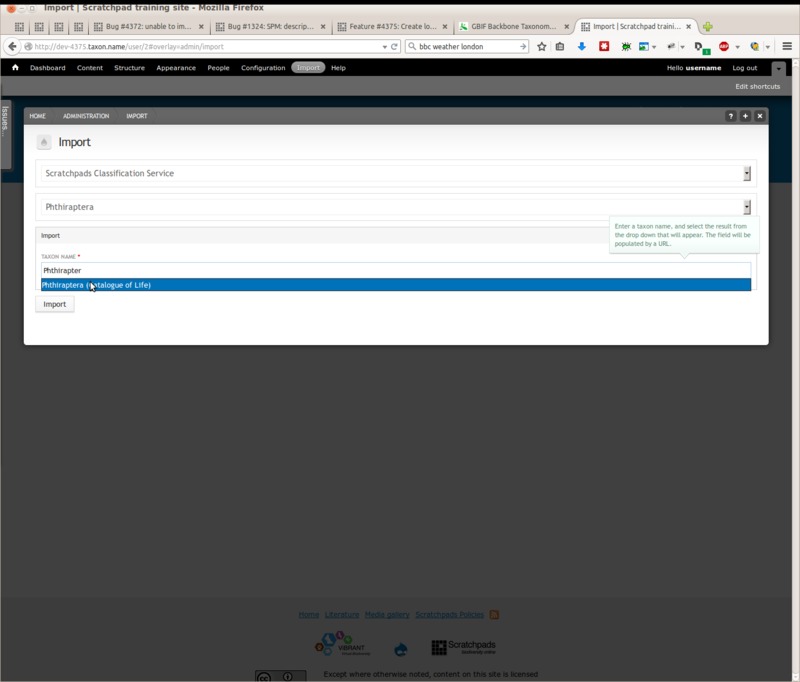 Import | Scratchpad training site - Mozilla Firefox
Bug #4372: unable to im... Bug #1324: SPM: descrip... Feature #4375: Create lo... GBIF Backbone Taxonom... Import | Scratchpad traini...
http://dev-4375.taxon.name/user/2#overlay=admin/import bbc weather london
1 ABP
Dashboard Content Structure Appearance People Configuration Import Help Hello username Log out
Edit shortcuts
Issues...
HOME ADMINISTRATION IMPORT
Import
Scratchpads Classification Service
Phthiraptera
Enter a taxon name, and select the result from
the drop down that will appear. The field will be
populated by a URL.
Import
TAXON NAME *
Phthirapter
Phthiraptera (Catalogue of Life)
Import
Home Literature Media gallery Scratchpads Policies
VIBRANT Scratchpads
Except where otherwise noted, content on this site is licensed